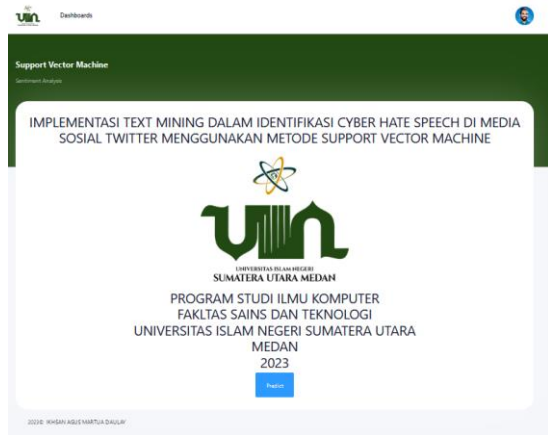 UIN
Dashboards
Support Vector Machine
Sentiment Analysis
IMPLEMENTASI TEXT MINING DALAM IDENTIFIKASI CYBER HATE SPEECH DI MEDIA
SOSIAL TWITTER MENGGUNAKAN METODE SUPPORT VECTOR MACHINE
UIN
UNIVERSITAS ISLAM NEGERI
SUMATERA UTARA MEDAN
PROGRAM STUDI ILMU KOMPUTER
FAKLTAS SAINS DAN TEKNOLOGI
UNIVERSITAS ISLAM NEGERI SUMATERA UTARA
MEDAN
2023
Predict
2023© IKHSAN AGUS MARTUA DAULAY